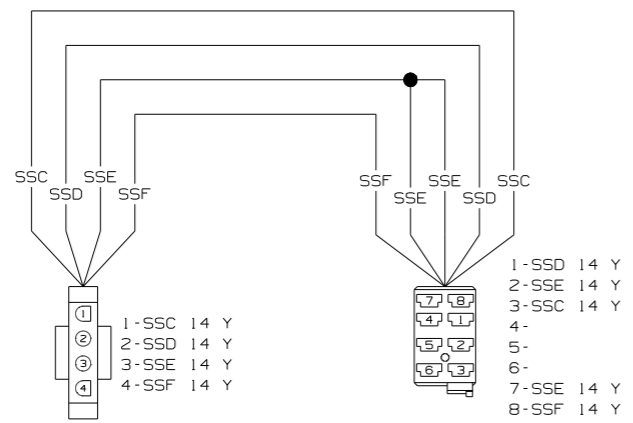 SSC
SSD
SSE
SSF
SSF
SSE
SSE
SSD
SSC
1
2
3
4
1-SSC 14 Y
2-SSD 14 Y
3-SSE 14 Y
4-SSF 14 Y
7 8
4 1
5 2
6 3
1-SSD 14 Y
2-SSE 14 Y
3-SSC 14 Y
4-
5-
6-
7-SSE 14 Y
8-SSF 14 Y